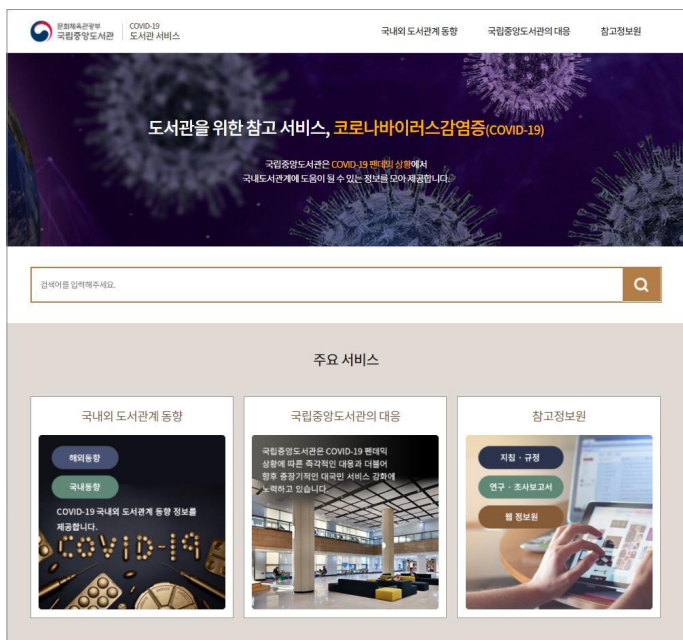 문화체육관광부
국립중앙도서관
COVID-19
도서관 서비스
국내외 도서관계 동향
국립중앙도서관의 대응
참고정보원
도서관을 위한 참고 서비스, 코로나바이러스감염증(COVID-19)
국립중앙도서관은 COVID-19 팬데믹 상황에서
국내도서관계에 도움이 될 수 있는 정보를 모아 제공합니다.
검색어를 입력해주세요.
주요 서비스
국내외 도서관계 동향
해외동향
국내동향
COVID-19 국내외 도서관계 동향 정보를
제공합니다.
COVID-19
국립중앙도서관의 대응
국립중앙도서관은 COVID-19 팬데믹
상황에 따른 즉각적인 대응과 더불어
향후 중장기적인 대국민 서비스 강화에
노력하고 있습니다.
참고정보원
지침 · 규정
연구 · 조사보고서
웹 정보원